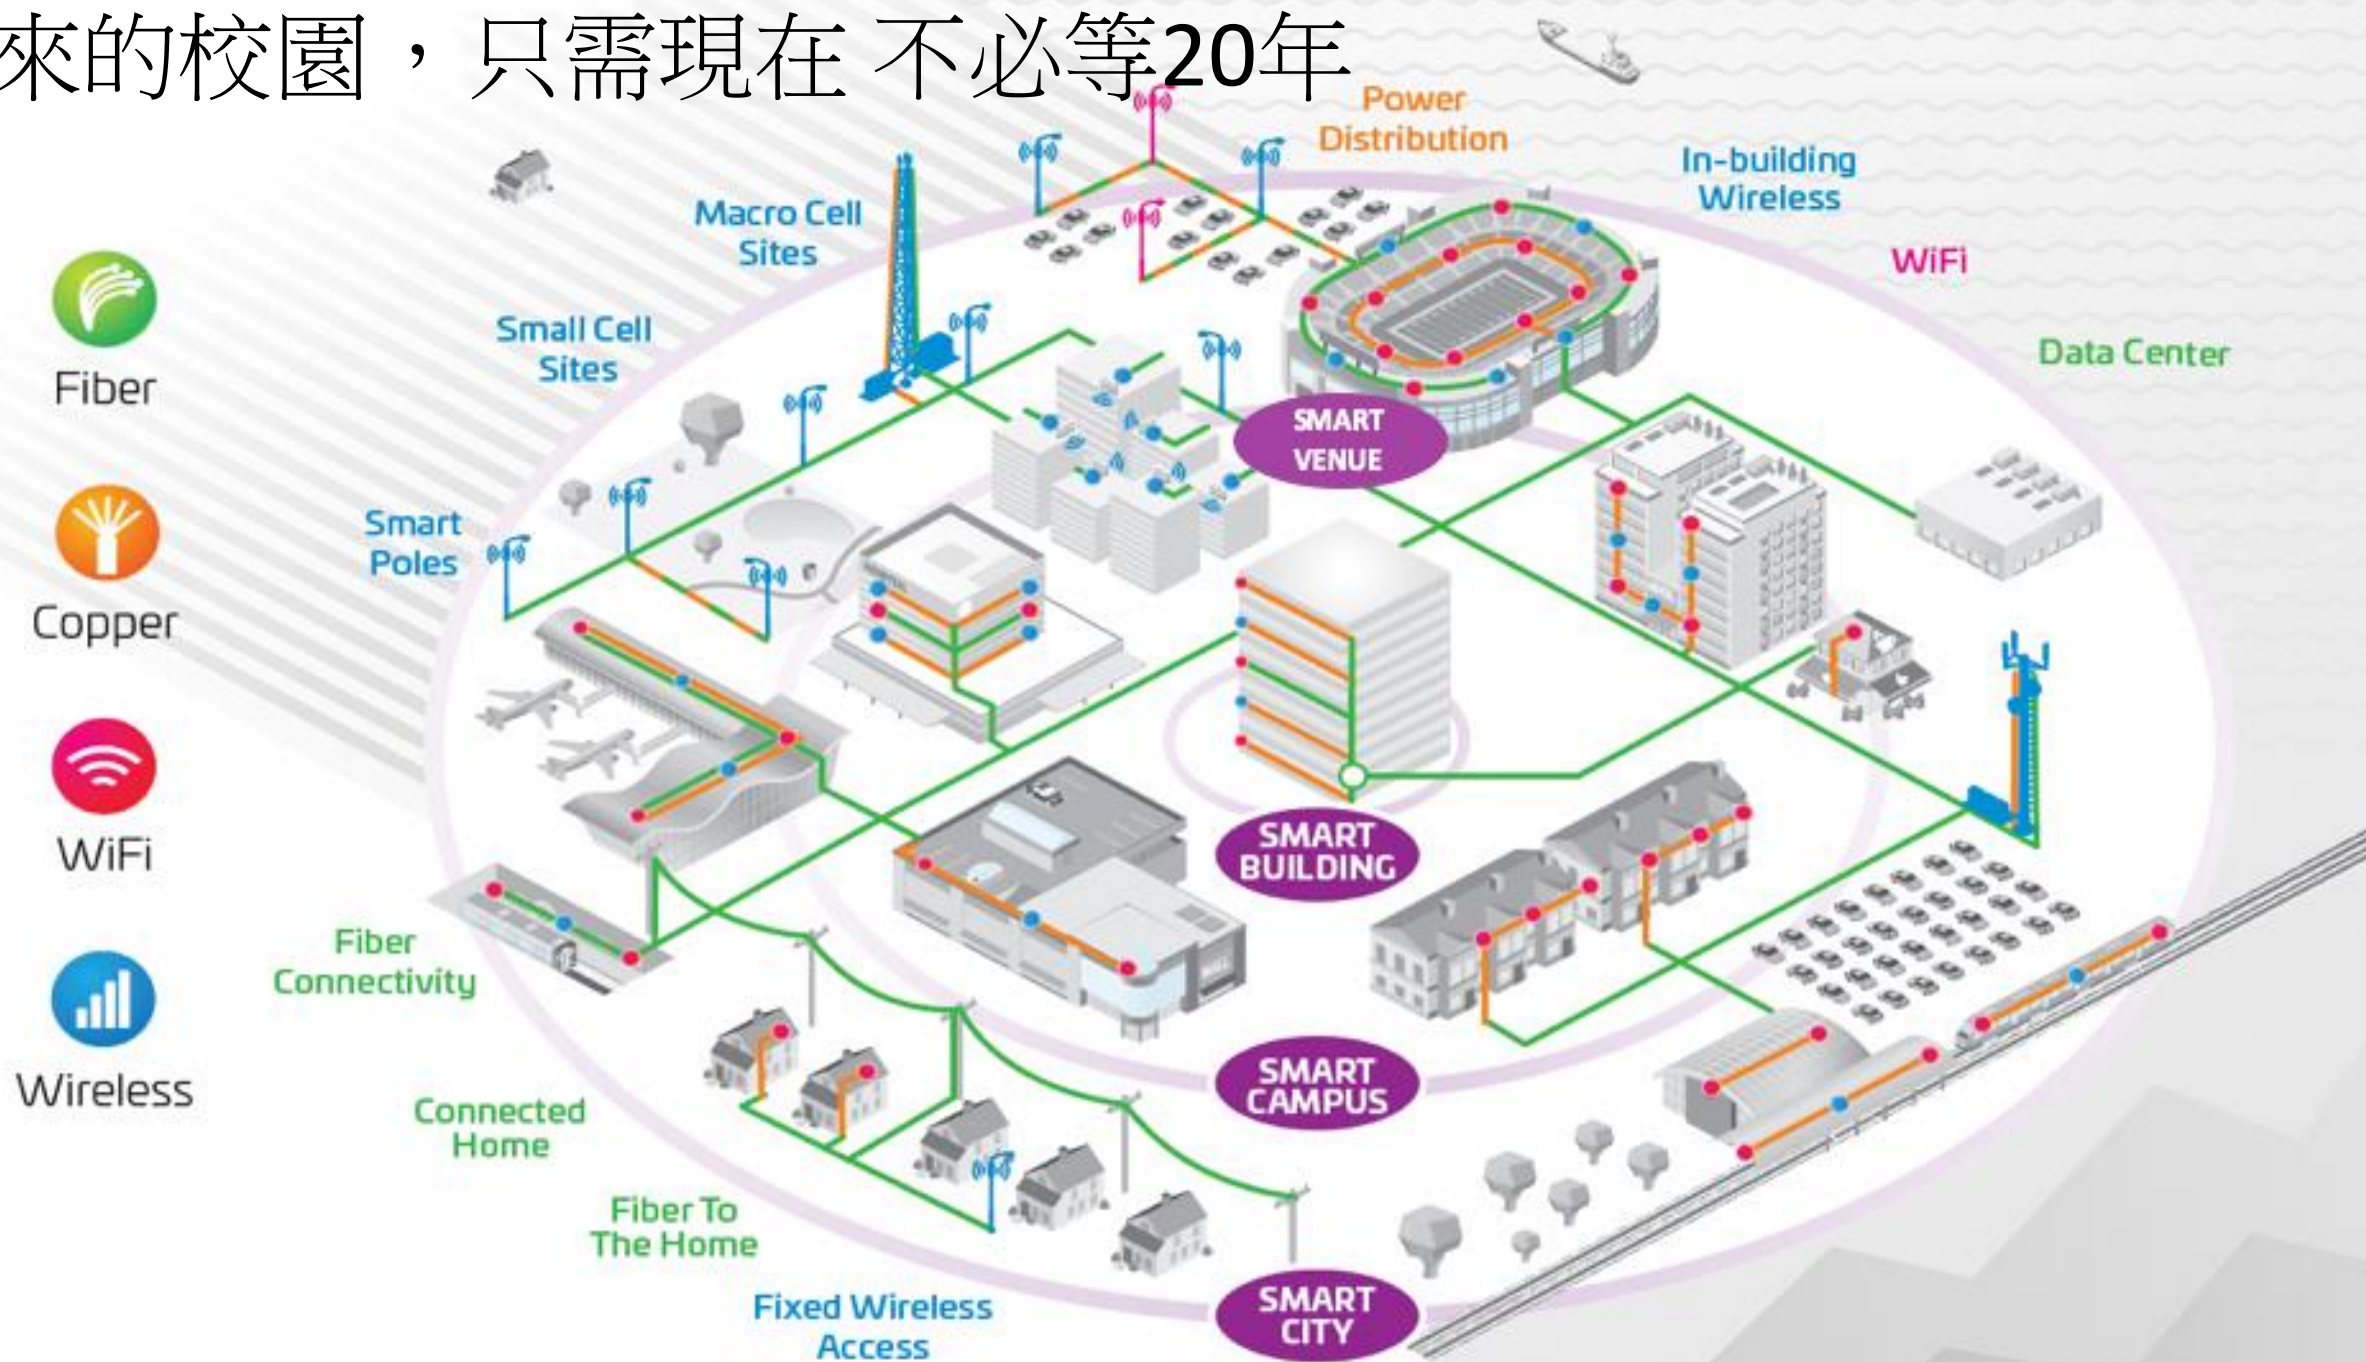 來的校園，只需現在 不必等20年
Power
Distribution
In-building
Wireless
Macro Cell
Sites
WiFi
Small Cell
Sites
Data Center
Fiber
SMART
VENUE
Smart
Poles
Copper
WiFi
SMART
BUILDING
Fiber
Connectivity
Wireless
SMART
CAMPUS
Connected
Home
Fiber To
The Home
Fixed Wireless
Access
SMART
CITY